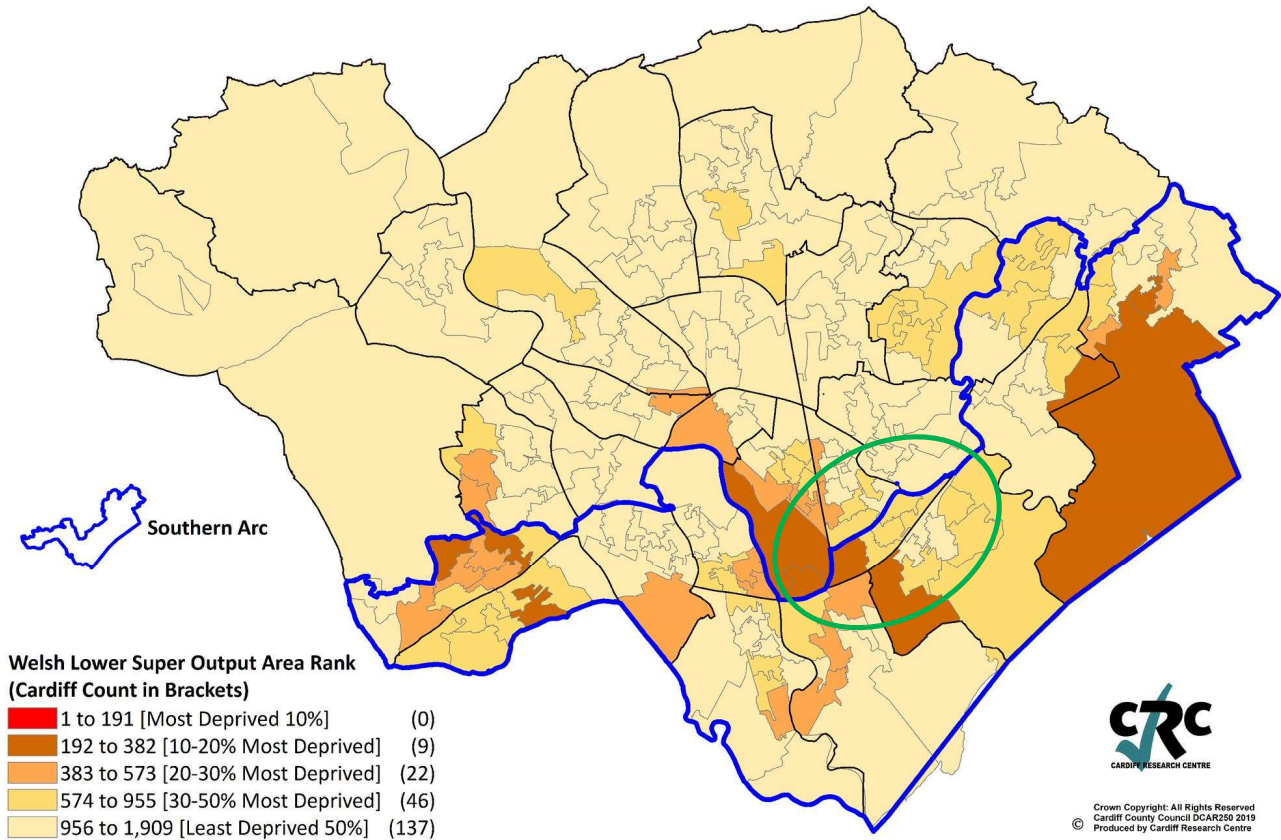 Southern Arc
Welsh Lower Super Output Area Rank
(Cardiff Count in Brackets)
1 to 191 [Most Deprived 10%] (0)
192 to 382 [10-20% Most Deprived] (9)
383 to 573 [20-30% Most Deprived] (22)
574 to 955 [30-50% Most Deprived] (46)
956 to 1,909 [Least Deprived 50%] (137)
CRC
CARDIFF RESEARCH CENTRE
Crown Copyright: All Rights Reserved
Cardiff County Council DCAR250 2019
© Produced by Cardiff Research Centre